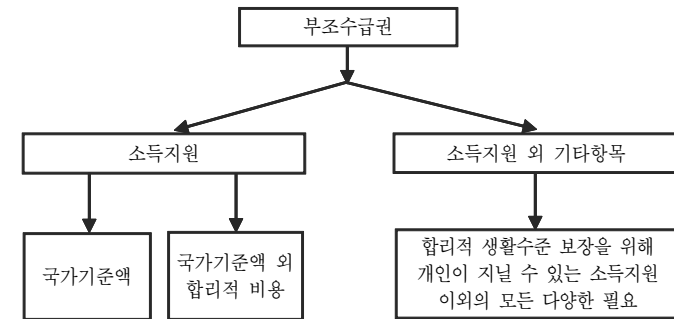 부조수급권
소득지원
소득지원 외 기타항목
국가기준액
국가기준액 외
합리적 비용
합리적 생활수준 보장을 위해
개인이 지닐 수 있는 소득지원
이외의 모든 다양한 필요